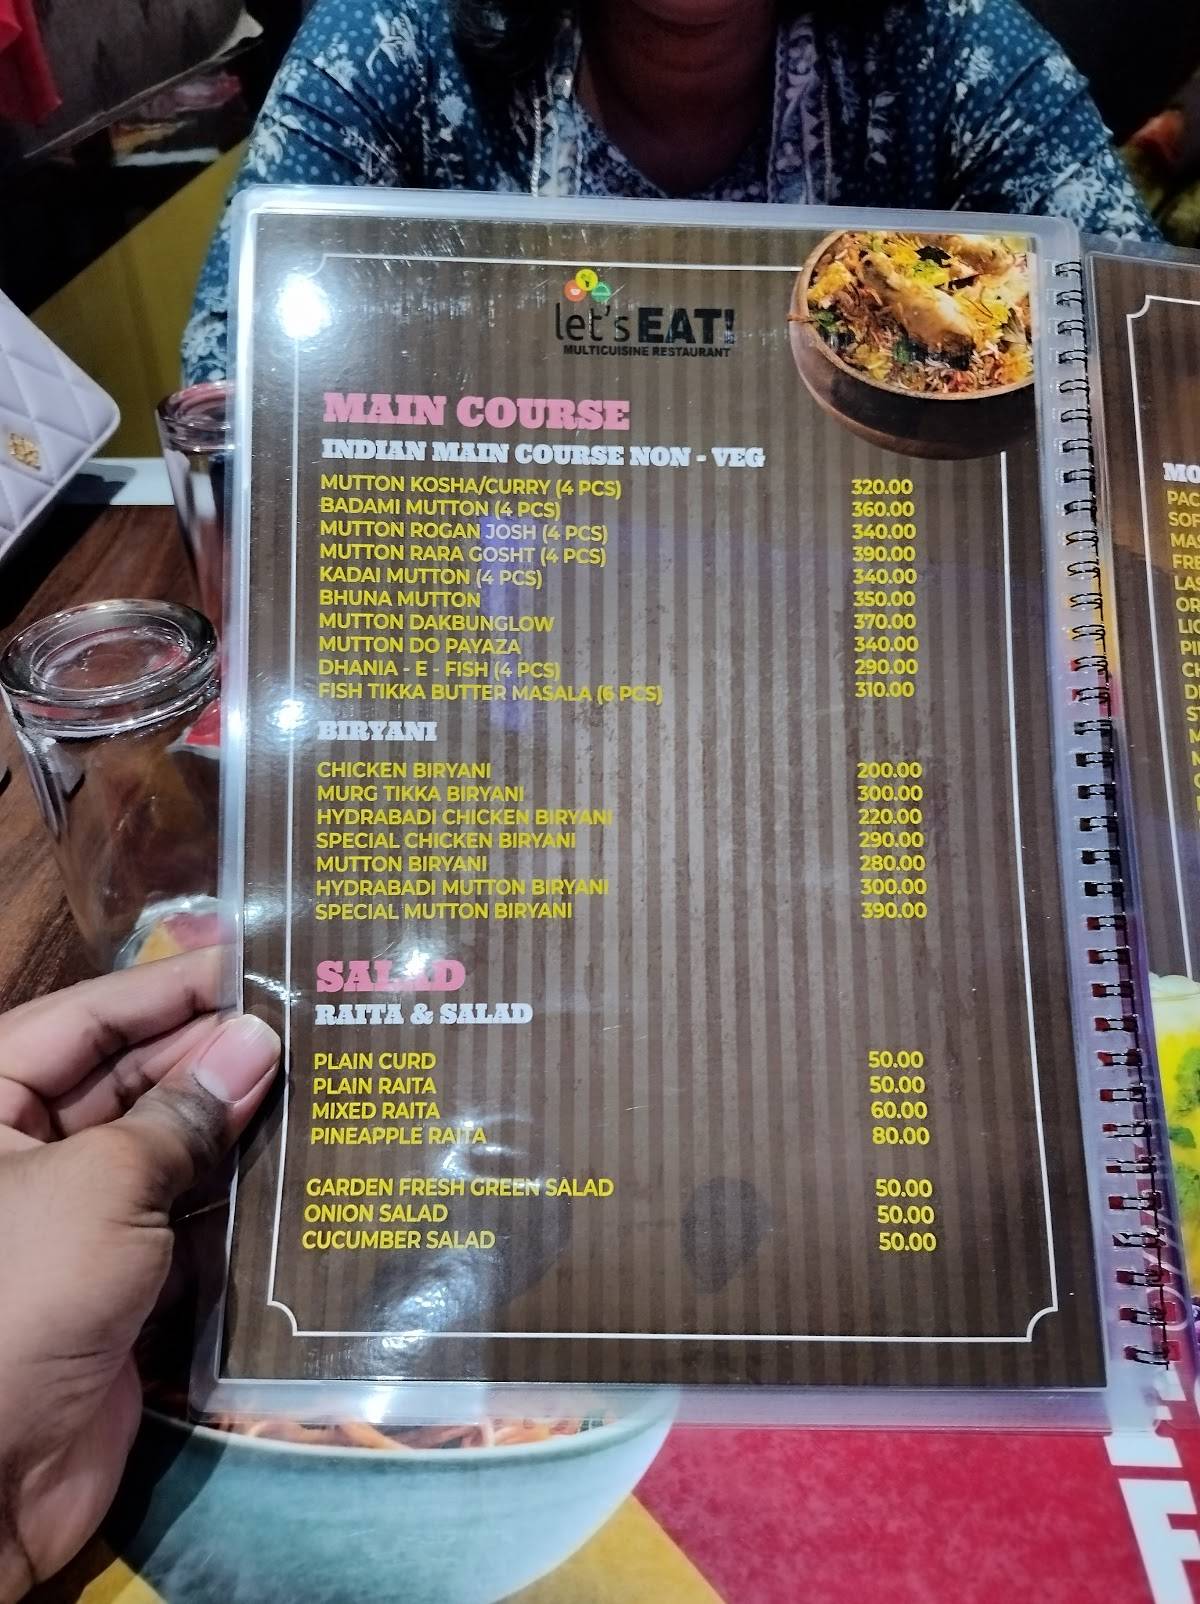 let's EAT!
MULTICUISINE RESTAURANT
MAIN COURSE
INDIAN MAIN COURSE NON - VEG
MUTTON KOSHA/CURRY (4 PCS) 320.00
BADAMI MUTTON (4 PCS) 360.00
MUTTON ROGAN JOSH (4 PCS) 340.00
MUTTON RARA GOSHT (4 PCS) 390.00
KADAI MUTTON (4 PCS) 340.00
BHUNA MUTTON 350.00
MUTTON DAKBUNGLOW 370.00
MUTTON DO PAYAZA 340.00
DHANIA - E - FISH (4 PCS) 290.00
FISH TIKKA BUTTER MASALA (6 PCS) 310.00
BIRYANI
CHICKEN BIRYANI 200.00
MURG TIKKA BIRYANI 300.00
HYDRABADI CHICKEN BIRYANI 220.00
SPECIAL CHICKEN BIRYANI 290.00
MUTTON BIRYANI 280.00
HYDRABADI MUTTON BIRYANI 300.00
SPECIAL MUTTON BIRYANI 390.00
SALAD
RAITA & SALAD
PLAIN CURD 50.00
PLAIN RAITA 50.00
MIXED RAITA 60.00
PINEAPPLE RAITA 80.00
GARDEN FRESH GREEN SALAD 50.00
ONION SALAD 50.00
CUCUMBER SALAD 50.00